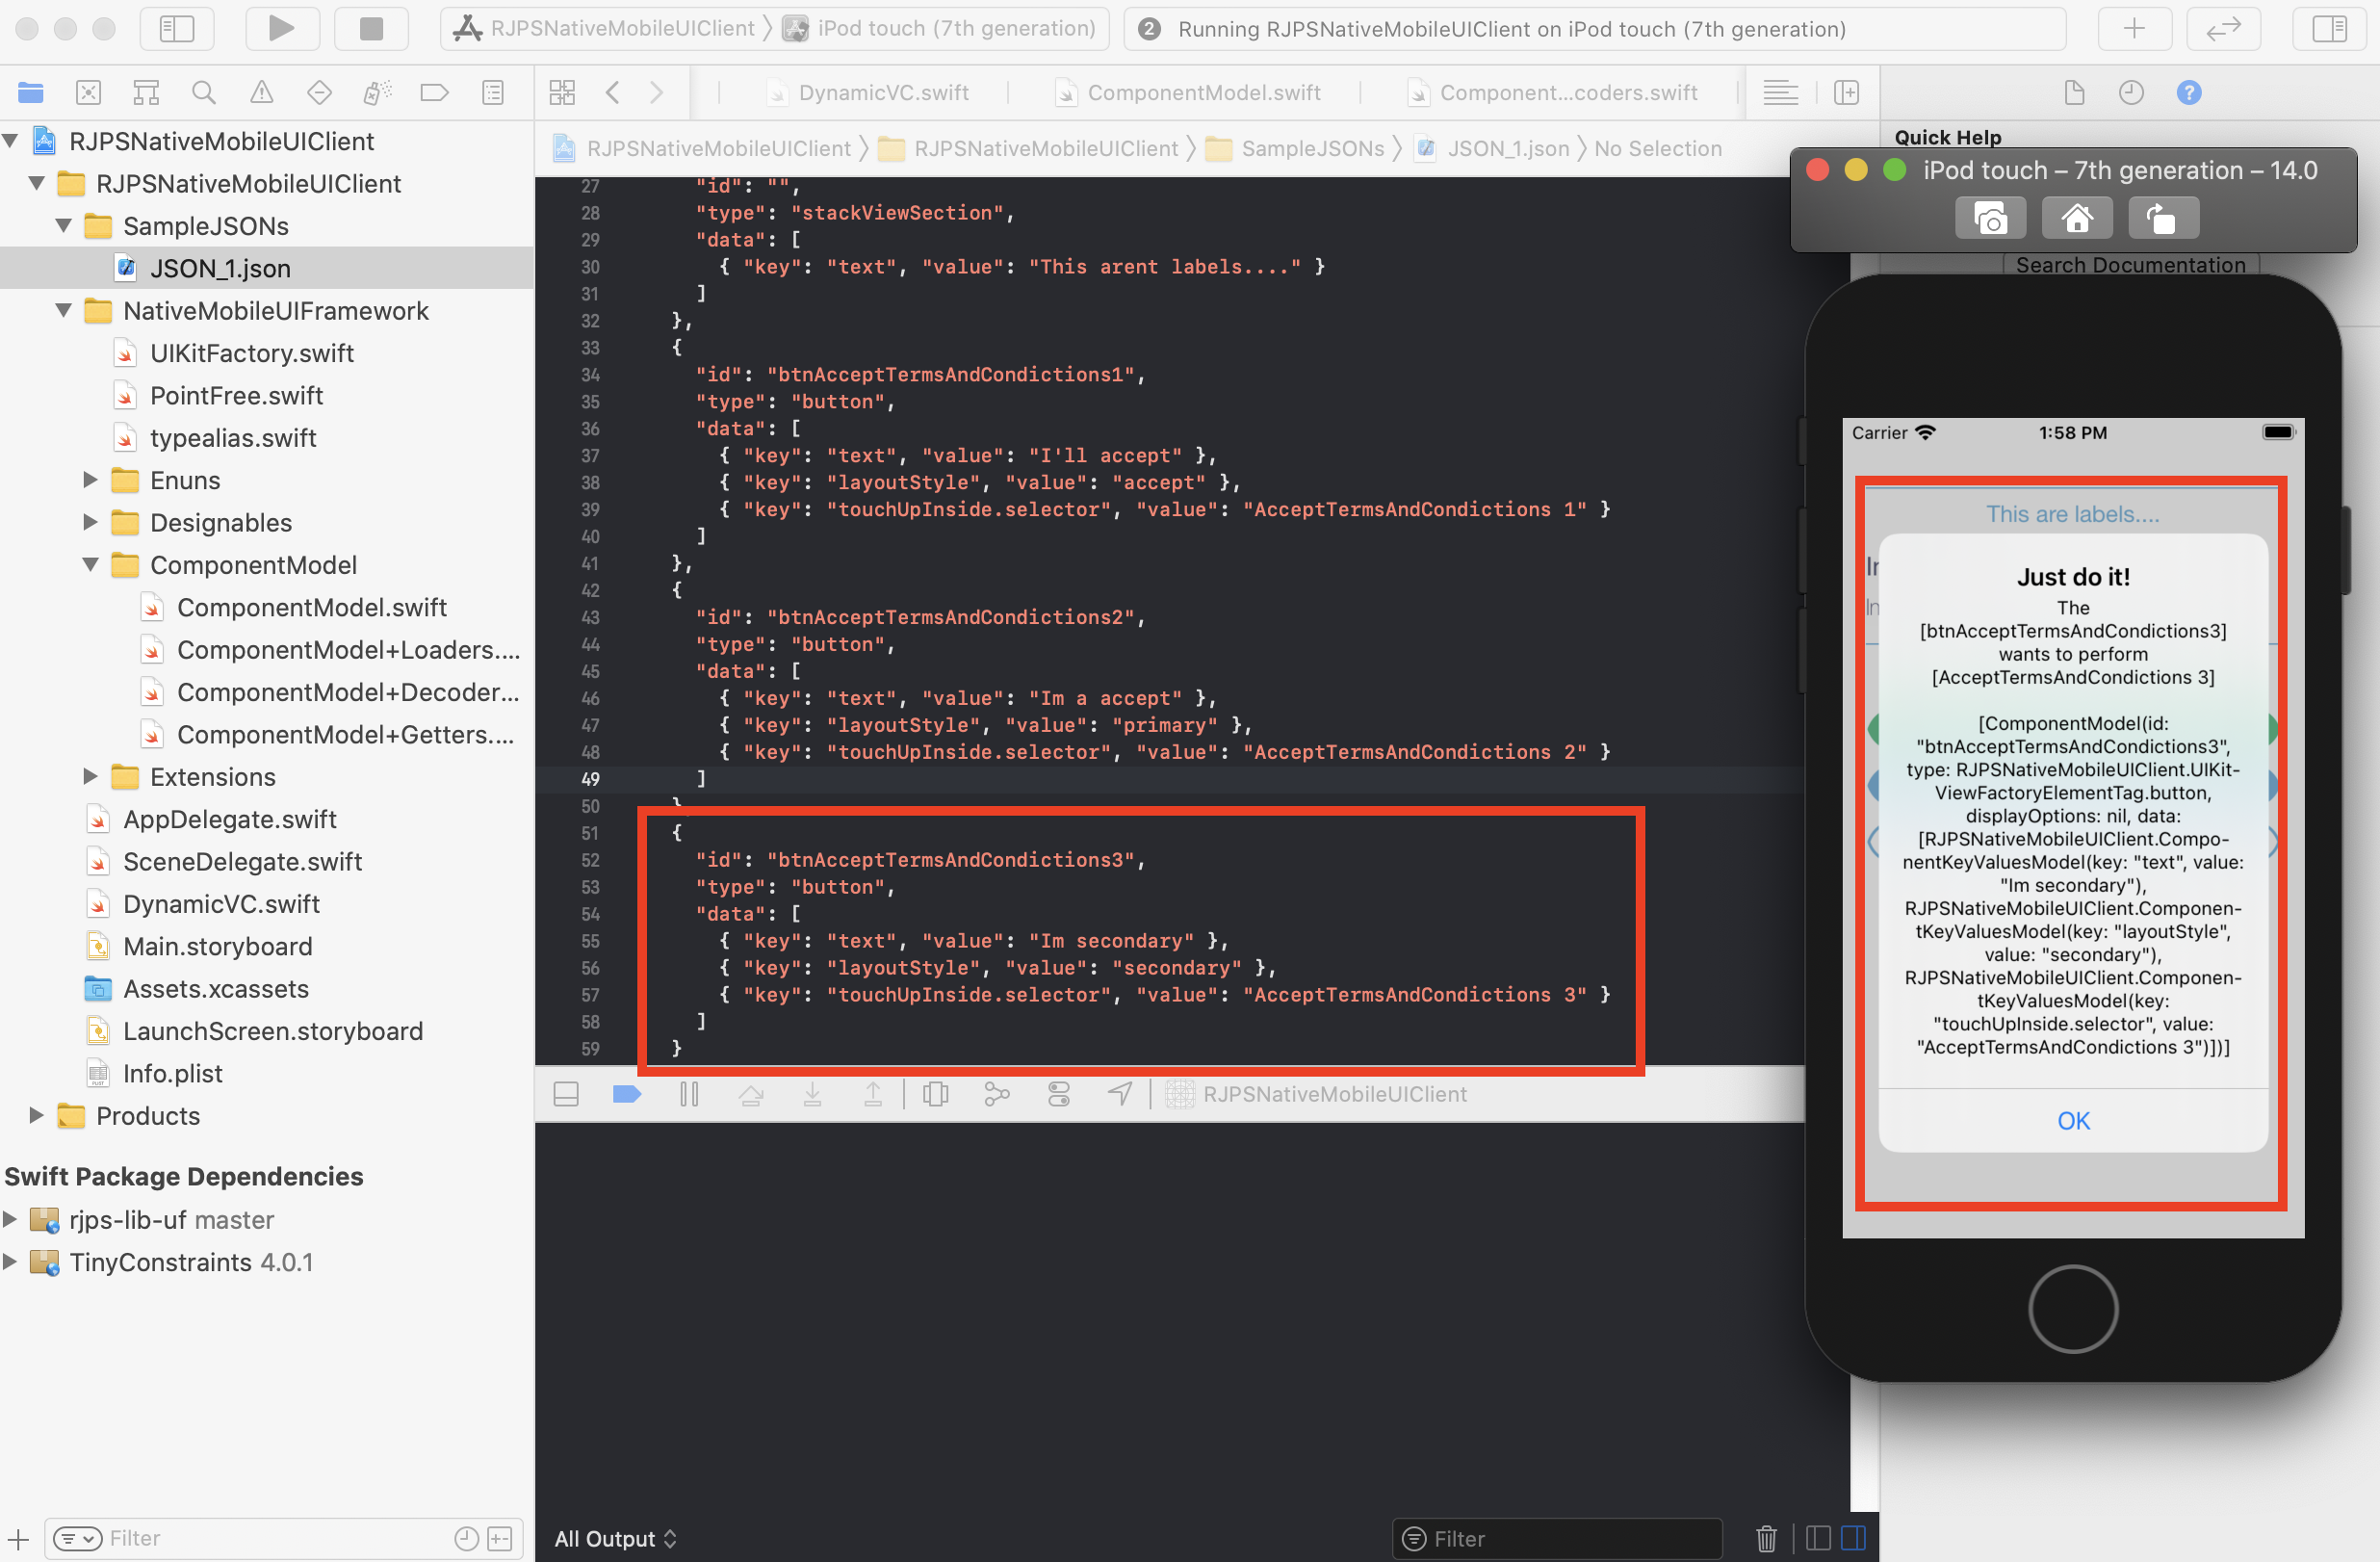 RJPSNativeMobileUIClient
iPod touch (7th generation)
2
Running RJPSNativeMobileUIClient on iPod touch (7th generation)
DynamicVC.swift
ComponentModel.swift
Component...coders.swift
RJPSNativeMobileUIClient
RJPSNativeMobileUIClient
SampleJSONs
JSON_1.json
No Selection
RJPSNativeMobileUIClient
RJPSNativeMobileUIClient
SampleJSONs
JSON_1.json
NativeMobileUIFramework
UIKitFactory.swift
PointFree.swift
typealias.swift
Enuns
Designables
ComponentModel
ComponentModel.swift
ComponentModel+Loaders....
ComponentModel+Decoder...
ComponentModel+Getters....
Extensions
AppDelegate.swift
SceneDelegate.swift
DynamicVC.swift
Main.storyboard
Assets.xcassets
LaunchScreen.storyboard
Info.plist
Products
Swift Package Dependencies
rjps-lib-uf master
TinyConstraints 4.0.1
Filter
27 "id": "",
28 "type": "stackViewSection",
29 "data": [
30 { "key": "text", "value": "This arent labels...." }
31 ]
32 },
33 {
34 "id": "btnAcceptTermsAndCondictions1",
35 "type": "button",
36 "data": [
37 { "key": "text", "value": "I'll accept" },
38 { "key": "layoutStyle", "value": "accept" },
39 { "key": "touchUpInside.selector", "value": "AcceptTermsAndCondictions 1" }
40 ]
41 },
42 {
43 "id": "btnAcceptTermsAndCondictions2",
44 "type": "button",
45 "data": [
46 { "key": "text", "value": "Im a accept" },
47 { "key": "layoutStyle", "value": "primary" },
48 { "key": "touchUpInside.selector", "value": "AcceptTermsAndCondictions 2" }
49 ]
50
51 {
52 "id": "btnAcceptTermsAndCondictions3",
53 "type": "button",
54 "data": [
55 { "key": "text", "value": "Im secondary" },
56 { "key": "layoutStyle", "value": "secondary" },
57 { "key": "touchUpInside.selector", "value": "AcceptTermsAndCondictions 3" }
58 ]
59 }
RJPSNativeMobileUIClient
All Output
Filter
Quick Help
iPod touch – 7th generation – 14.0
Search Documentation
Carrier
1:58 PM
This are labels....
In
In
Just do it!
The
[btnAcceptTermsAndCondictions3]
wants to perform
[AcceptTermsAndCondictions 3]
[ComponentModel(id:
"btnAcceptTermsAndCondictions3",
type: RJPSNativeMobileUIClient.UIKit-
ViewFactoryElementTag.button,
displayOptions: nil, data:
[RJPSNativeMobileUIClient.Compo-
nentKeyValuesModel(key: "text", value:
"Im secondary"),
RJPSNativeMobileUIClient.Componen-
tKeyValuesModel(key: "layoutStyle",
value: "secondary"),
RJPSNativeMobileUIClient.Componen-
tKeyValuesModel(key:
"touchUpInside.selector", value:
"AcceptTermsAndCondictions 3")])]
OK